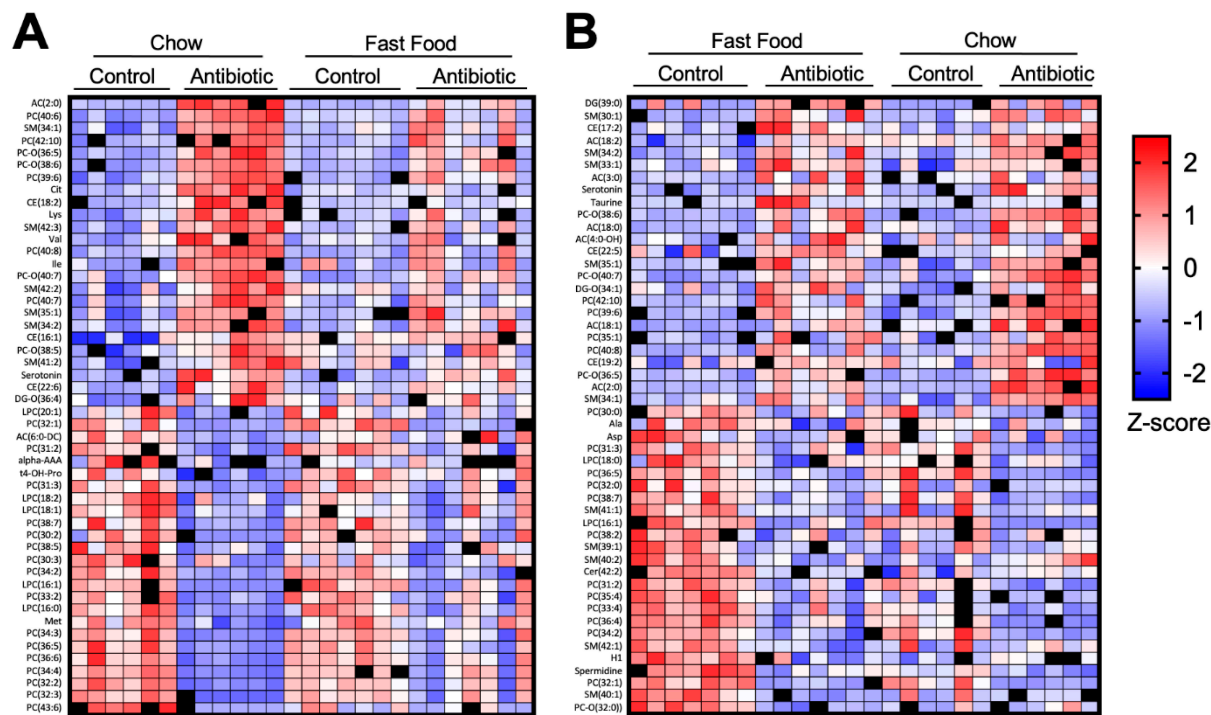 A
Chow
Fast Food
Control
Antibiotic
Control
Antibiotic
AC(2:0)
PC(40:6)
SM(34:1)
PC(42:10)
PC-O(36:5)
PC-O(38:6)
PC(39:6)
Cit
CE(18:2)
Lys
SM(42:3)
Val
PC(40:8)
Ile
PC-O(40:7)
SM(42:2)
PC(40:7)
SM(35:1)
SM(34:2)
CE(16:1)
PC-O(38:5)
SM(41:2)
Serotonin
CE(22:6)
DG-O(36:4)
LPC(20:1)
PC(32:1)
AC(6:0-DC)
PC(31:2)
alpha-AAA
t4-OH-Pro
PC(31:3)
LPC(18:2)
LPC(18:1)
PC(38:7)
PC(30:2)
PC(38:5)
PC(30:3)
PC(34:2)
LPC(16:1)
PC(33:2)
LPC(16:0)
Met
PC(34:3)
PC(36:5)
PC(36:6)
PC(34:4)
PC(32:2)
PC(32:3)
PC(43:6)
B
Fast Food
Chow
Control
Antibiotic
Control
Antibiotic
DG(39:0)
SM(30:1)
CE(17:2)
AC(18:2)
SM(34:2)
SM(33:1)
AC(3:0)
Serotonin
Taurine
PC-O(38:6)
AC(18:0)
AC(4:0-OH)
CE(22:5)
SM(35:1)
PC-O(40:7)
DG-O(34:1)
PC(42:10)
PC(39:6)
AC(18:1)
PC(35:1)
PC(40:8)
CE(19:2)
PC-O(36:5)
AC(2:0)
SM(34:1)
PC(30:0)
Ala
Asp
PC(31:3)
LPC(18:0)
PC(36:5)
PC(32:0)
PC(38:7)
SM(41:1)
LPC(16:1)
PC(38:2)
SM(39:1)
SM(40:2)
Cer(42:2)
PC(31:2)
PC(35:4)
PC(33:4)
PC(36:4)
PC(34:2)
SM(42:1)
H1
Spermidine
PC(32:1)
SM(40:1)
PC-O(32:0))
2
1
0
-1
-2
Z-score